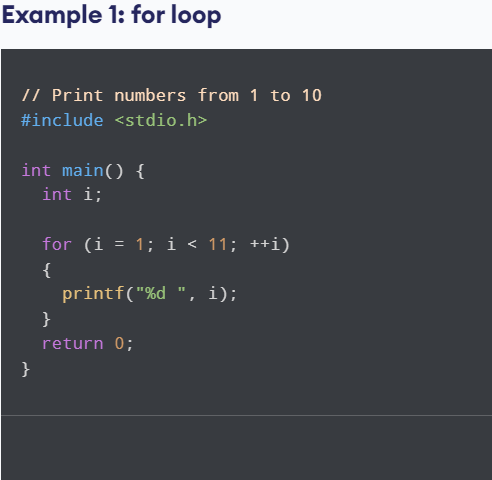 Example 1: for loop
// Print numbers from 1 to 10
#include <stdio.h>
int main() {
int i;
for (i = 1; i < 11; ++i)
{
printf("%d ", i);
}
return 0;
}